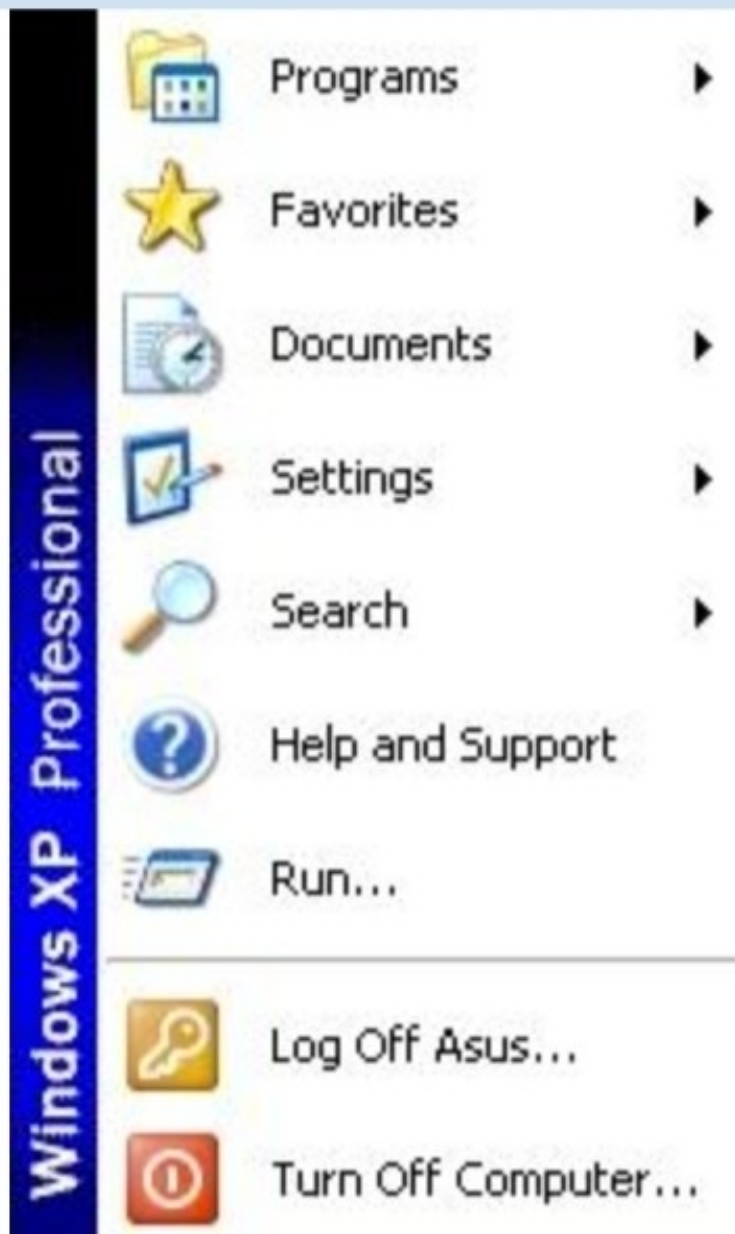 Programs
Favorites
Documents
Settings
Search
Help and Support
Run...
Log Off Asus...
Turn Off Computer...
Windows XP Professional